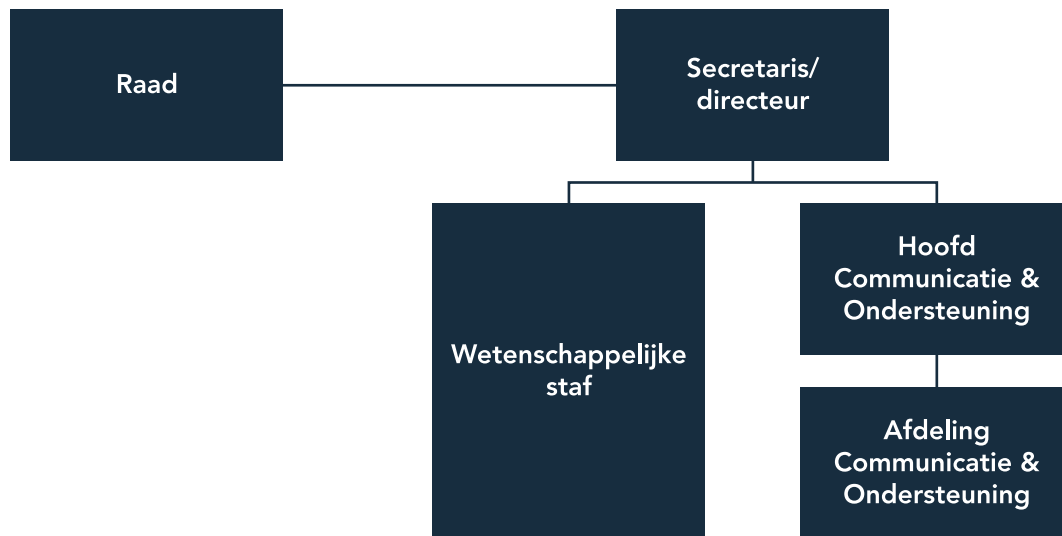 Raad
Secretaris/
directeur
Wetenschappelijke
staf
Hoofd
Communicatie &
Ondersteuning
Afdeling
Communicatie &
Ondersteuning